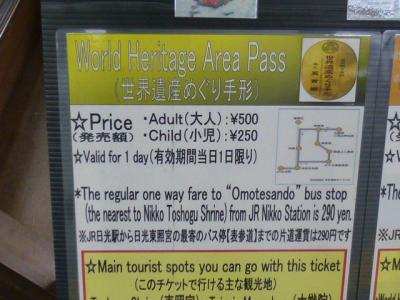 World Heritage Area Pass
(世界遺産めぐり手形)
☆Price ・Adult(大人):¥500
(発売額) ・Child(小児):¥250
☆Valid for 1 day(有効期間当日1日限り)
*The regular one way fare to "Omotesando" bus stop
(the nearest to Nikko Toshogu Shrine) from JR Nikko Station is 290 yen.
※JR日光駅から日光東照宮の最寄のバス停【表参道】までの片道運賃は290円です
☆Main tourist spots you can go with this ticket
(このチケットで行ける主な観光地)